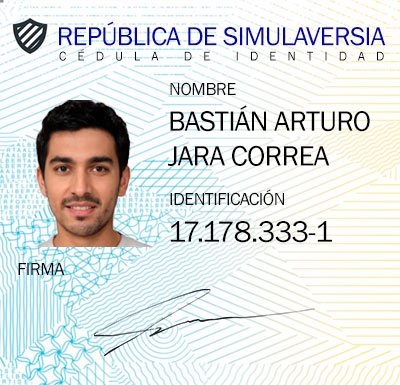 REPÚBLICA DE SIMULAVERSIA
CÉDULA DE IDENTIDAD
NOMBRE
BASTIÁN ARTURO
JARA CORREA
IDENTIFICACIÓN
17.178.333-1
FIRMA